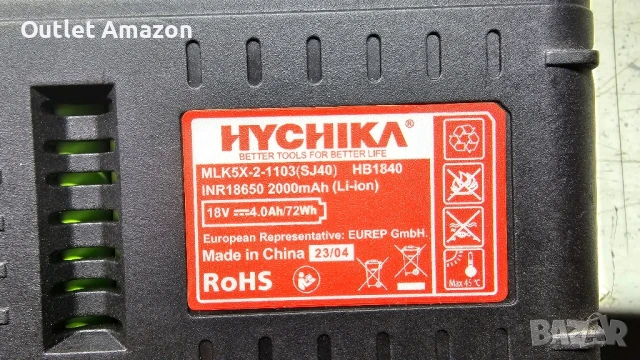 Outlet Amazon
HYCHIKA®
BETTER TOOLS FOR BETTER LIFE
MLK5X-2-1103(SJ40) HB1840
INR18650 2000mAh (Li-ion)
18V ⎓4.0Ah/72Wh
European Representative: EUREP GmbH.
Made in China 23/04
RoHS
Max 45℃
BAZAR